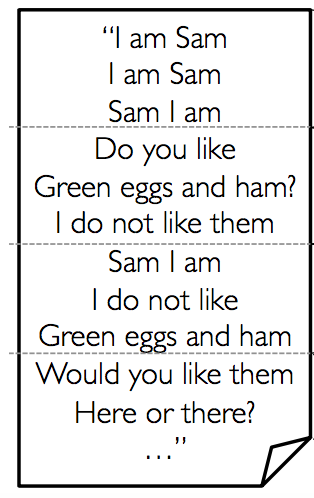 “I am Sam
I am Sam
Sam I am
Do you like
Green eggs and ham?
I do not like them
Sam I am
I do not like
Green eggs and ham
Would you like them
Here or there?
…”